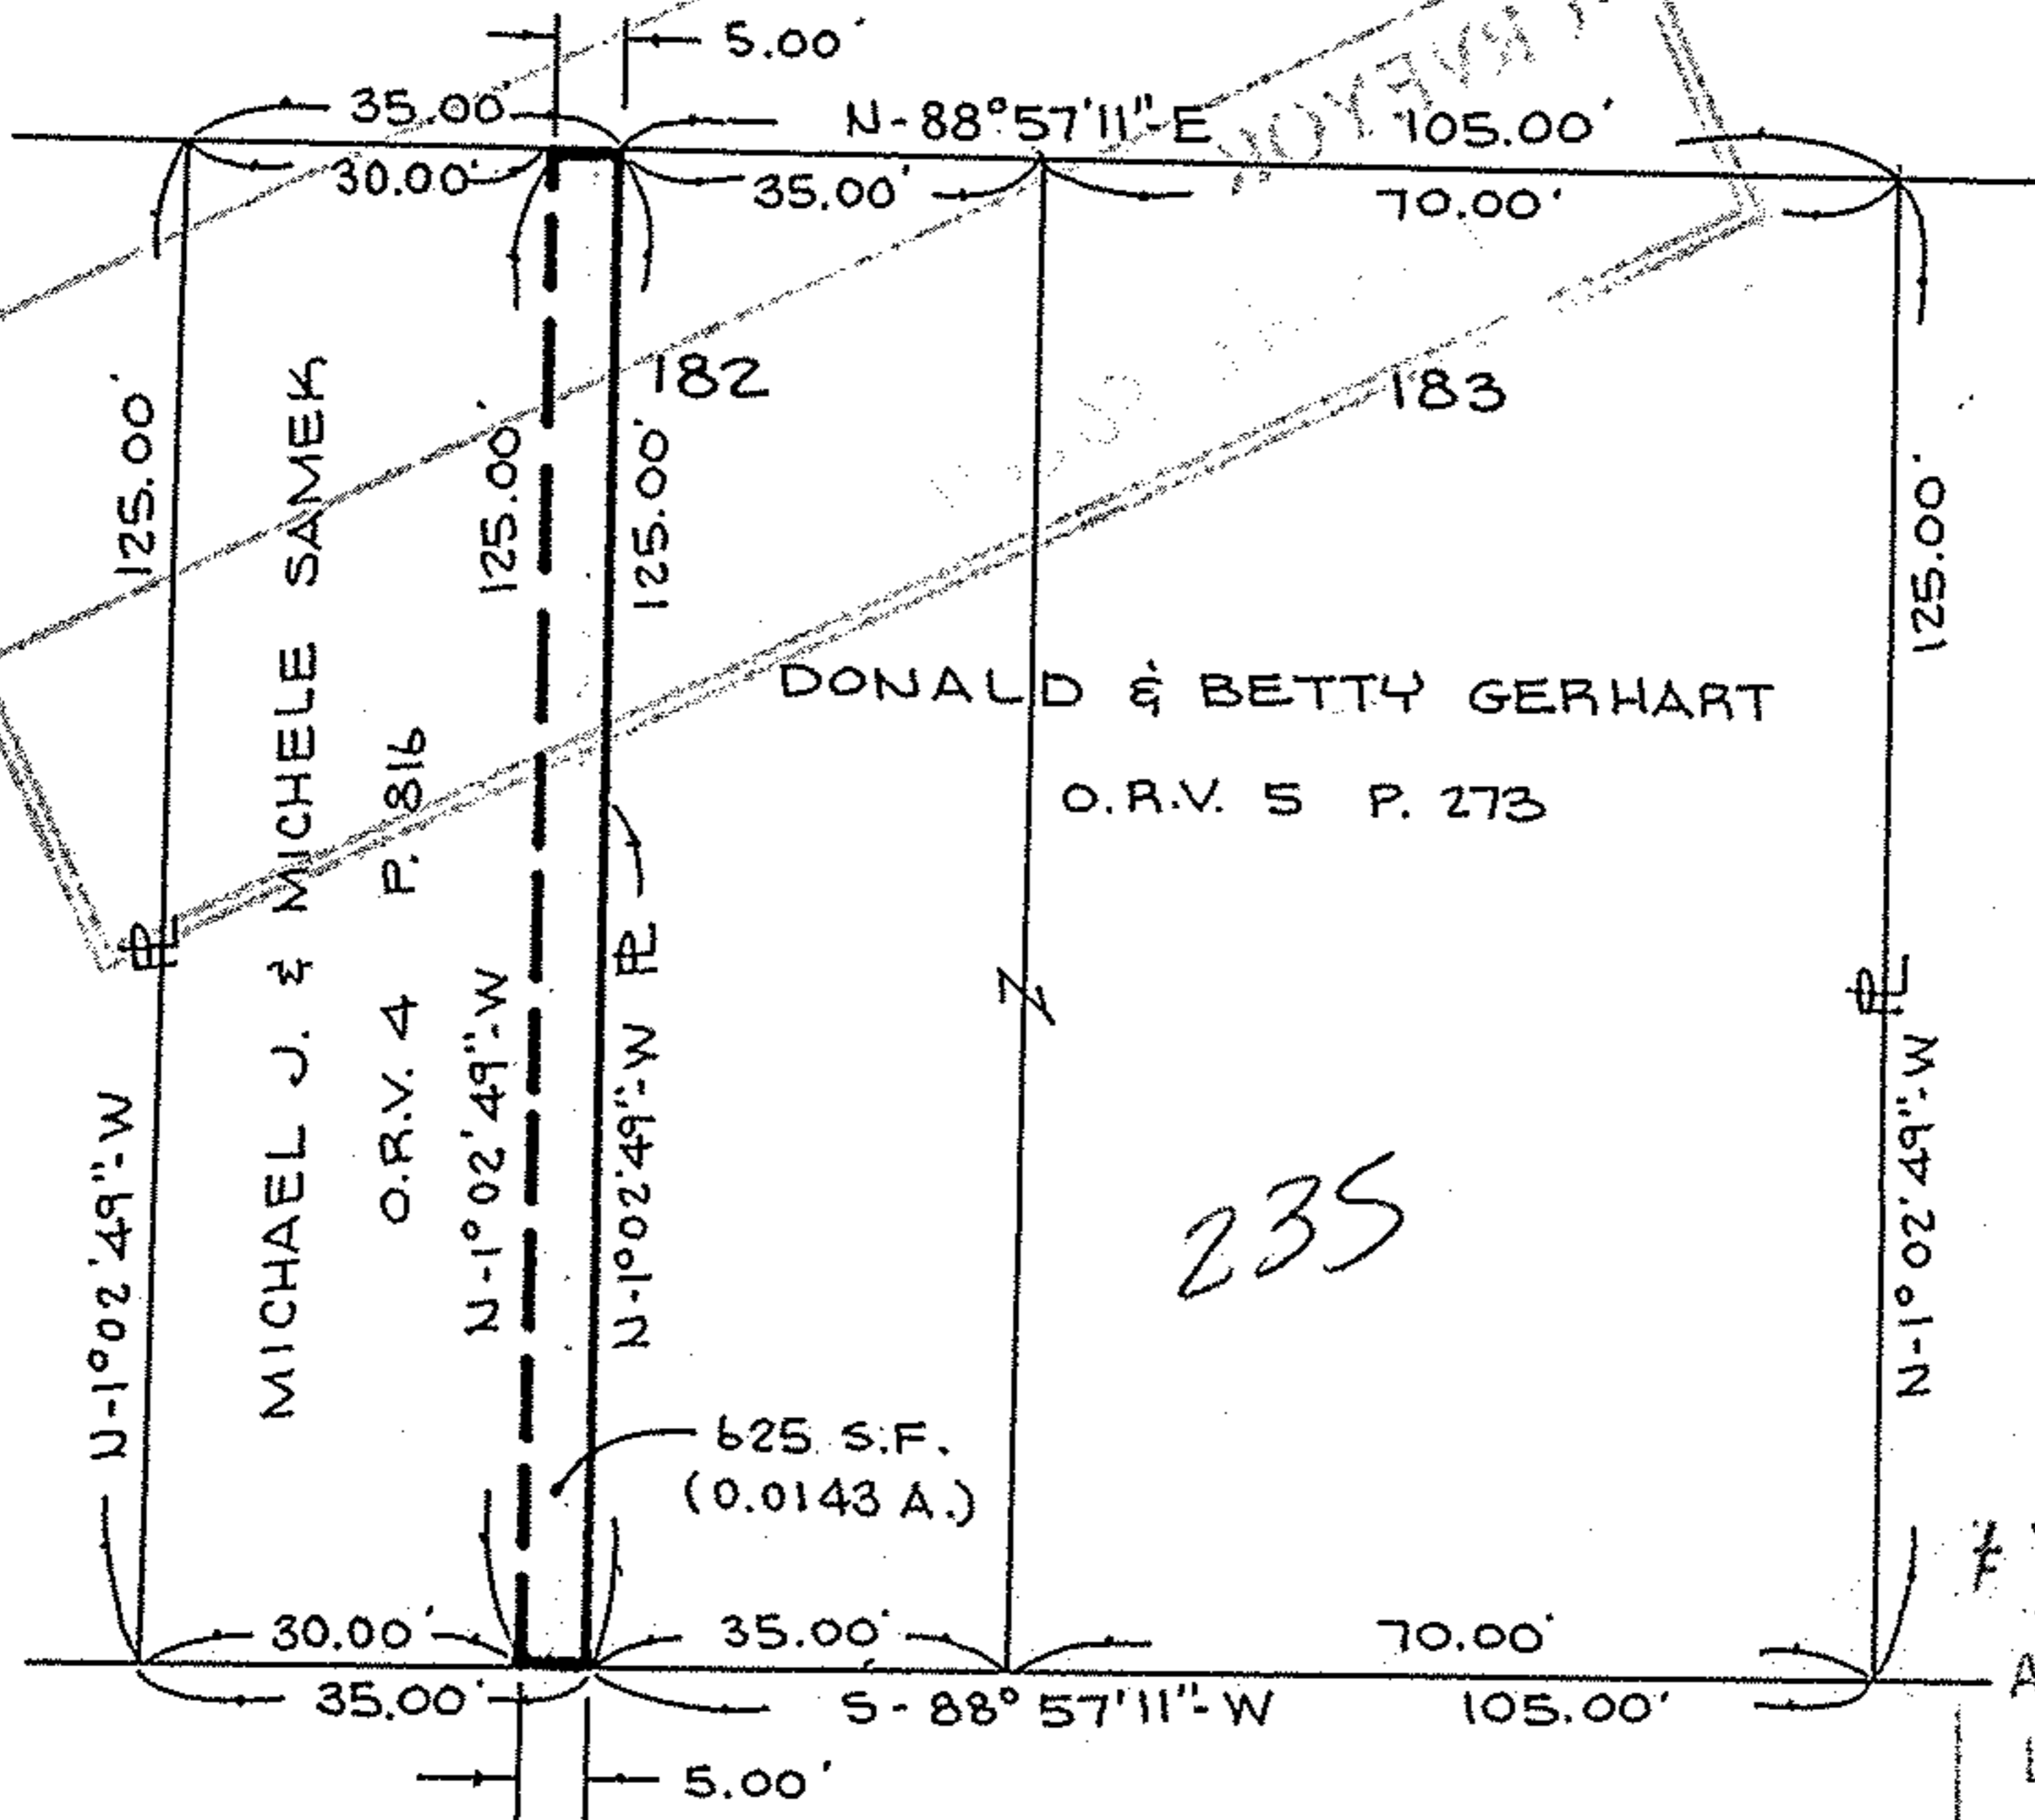 5.00'
35.00'
N-88°57'11"-E
105.00'
30.00'
35.00'
70.00'
182
183
125.00'
MICHAEL J. & MICHELE SAMEK
O.R.V. 4 P. 816
125.00'
125.00'
125.00'
DONALD & BETTY GERHART
O.R.V. 5 P. 273
PL
PL
Z
PL
N-1°02'49"-W
N-1°02'49"-W
N-1°02'49"-W
N-1°02'49"-W
235
625 S.F.
(0.0143 A.)
30.00'
35.00'
70.00'
35.00'
S-88°57'11"-W
105.00'
5.00'